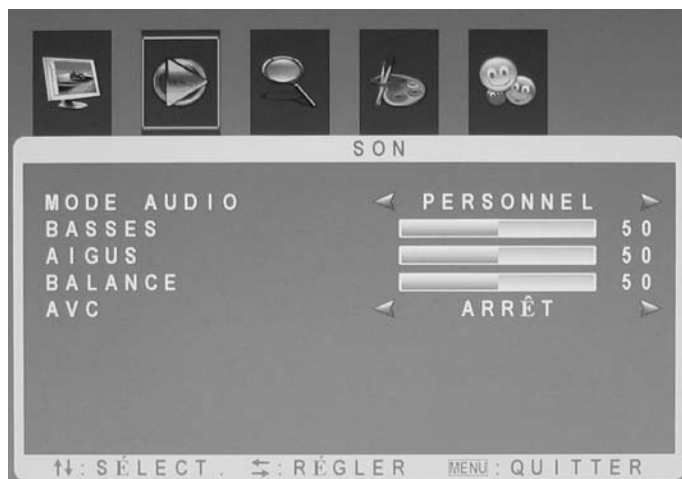 SON
MODE AUDIO PERSONNEL
BASSES 50
AIGUS 50
BALANCE 50
AVC ARRÊT
↑↓: SÉLECT. ⇆: RÉGLER MENU: QUITTER